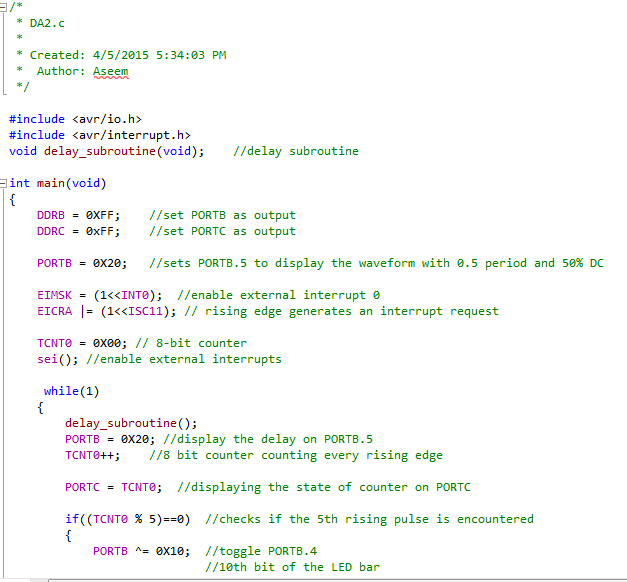 /*
 * DA2.c
 *
 * Created: 4/5/2015 5:34:03 PM
 *  Author: Aseem
 */
#include <avr/io.h>
#include <avr/interrupt.h>
void delay_subroutine(void);    //delay subroutine
int main(void)
{
    DDRB = 0XFF;    //set PORTB as output
    DDRC = 0xFF;    //set PORTC as output
    PORTB = 0X20;   //sets PORTB.5 to display the waveform with 0.5 period and 50% DC
    EIMSK = (1<<INT0);  //enable external interrupt 0
    EICRA |= (1<<ISC11); // rising edge generates an interrupt request
    TCNT0 = 0X00; // 8-bit counter
    sei(); //enable external interrupts
     while(1)
    {
        delay_subroutine();
        PORTB = 0X20; //display the delay on PORTB.5
        TCNT0++;    //8 bit counter counting every rising edge
        PORTC = TCNT0;  //displaying the state of counter on PORTC
        if((TCNT0 % 5)==0)  //checks if the 5th rising pulse is encountered
        {
            PORTB ^= 0X10;  //toggle PORTB.4
                            //10th bit of the LED bar